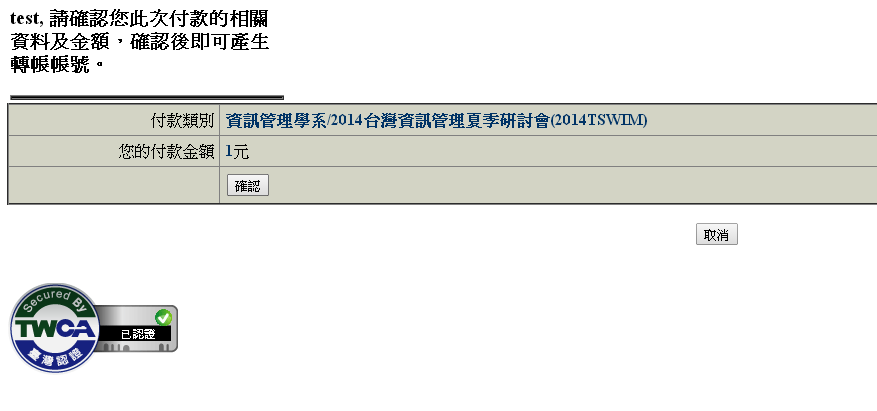 test, 請確認您此次付款的相關
資料及金額，確認後即可產生
轉帳帳號。
付款類別 資訊管理學系/2014台灣資訊管理夏季研討會(2014TSWIM)
您的付款金額 1元
確認
取消
Secured By
TWCA
臺灣認證
已認證